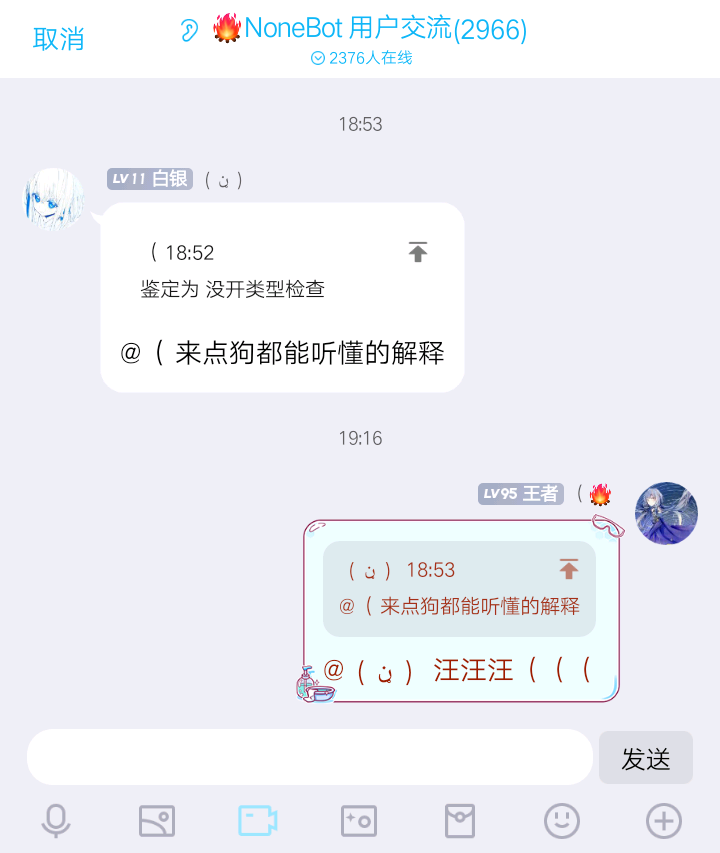 取消
🔥NoneBot 用户交流(2966)
2376人在线
18:53
LV11 白银 ( ن )
( 18:52
鉴定为 没开类型检查
@ ( 来点狗都能听懂的解释
19:16
LV95 王者 ( 🔥
( ن ) 18:53
@ ( 来点狗都能听懂的解释
@ ( ن ) 汪汪汪 ( ( (
发送